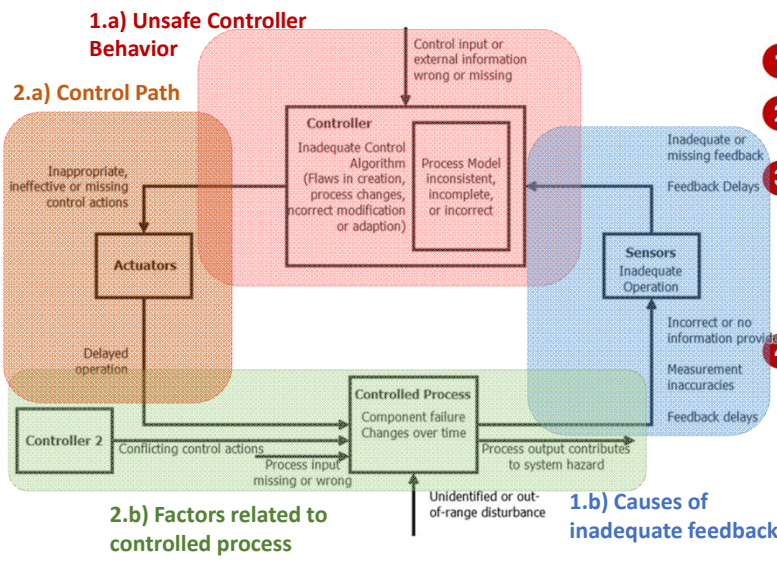 1.a) Unsafe Controller
Behavior
2.a) Control Path
Control input or
external information
wrong or missing
Controller
Inadequate Control
Algorithm
(Flaws in creation,
process changes,
ncorrect modification
or adaption)
Process Model
inconsistent,
incomplete,
or incorrect
Inappropriate,
ineffective or missing
control actions
Actuators
Delayed
operation
Inadequate or
missing feedback
Feedback Delays
Sensors
Inadequate
Operation
Incorrect or no
information provide
Measurement
inaccuracies
Feedback delays
Controlled Process
Component failure
Changes over time
Controller 2
Conflicting control actions
Process input
missing or wrong
Process output contributes
to system hazard
Unidentified or out-
of-range disturbance
2.b) Factors related to
controlled process
1.b) Causes of
inadequate feedback